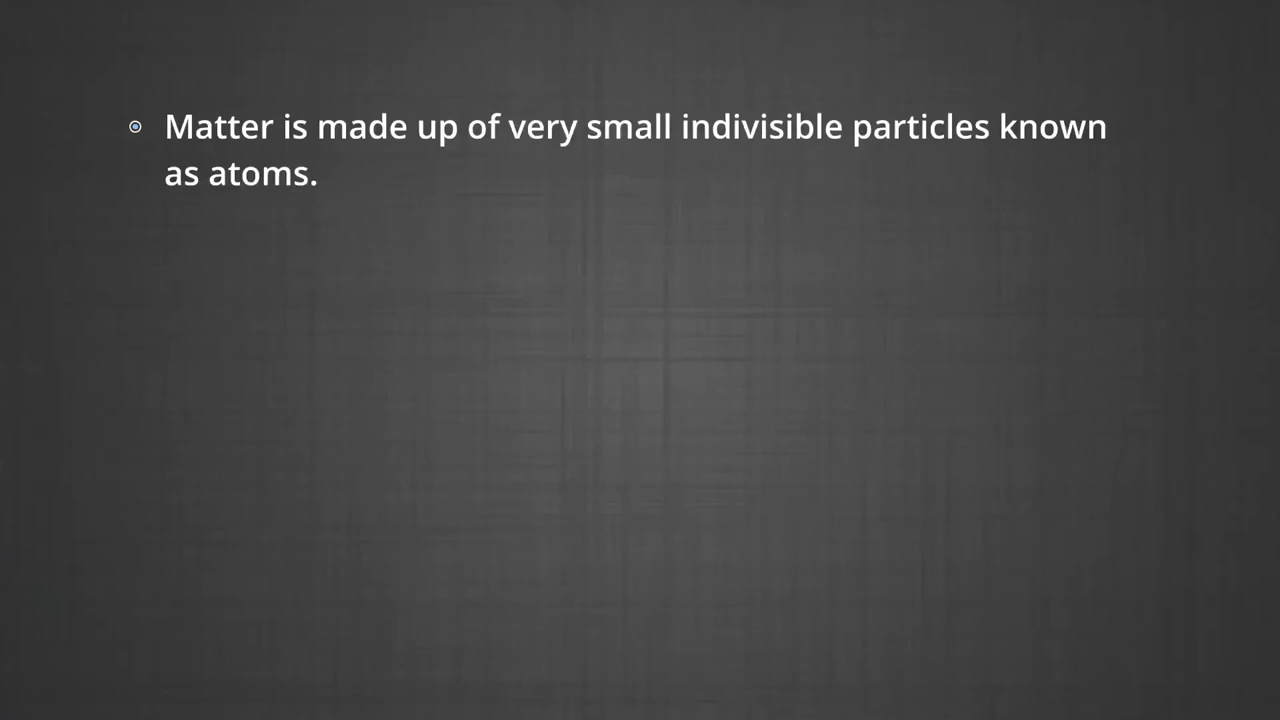 Matter is made up of very small indivisible particles known
as atoms.